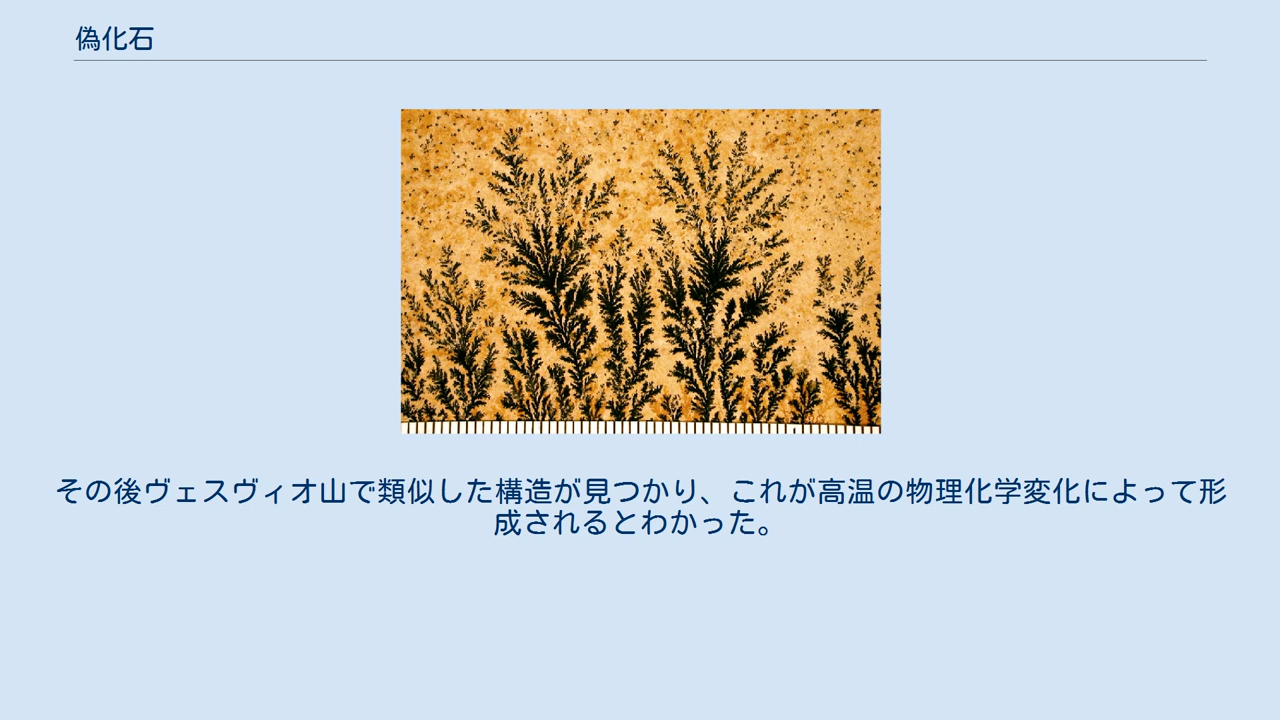 偽化石
その後ヴェスヴィオ山で類似した構造が見つかり、これが高温の物理化学変化によって形
成されるとわかった。